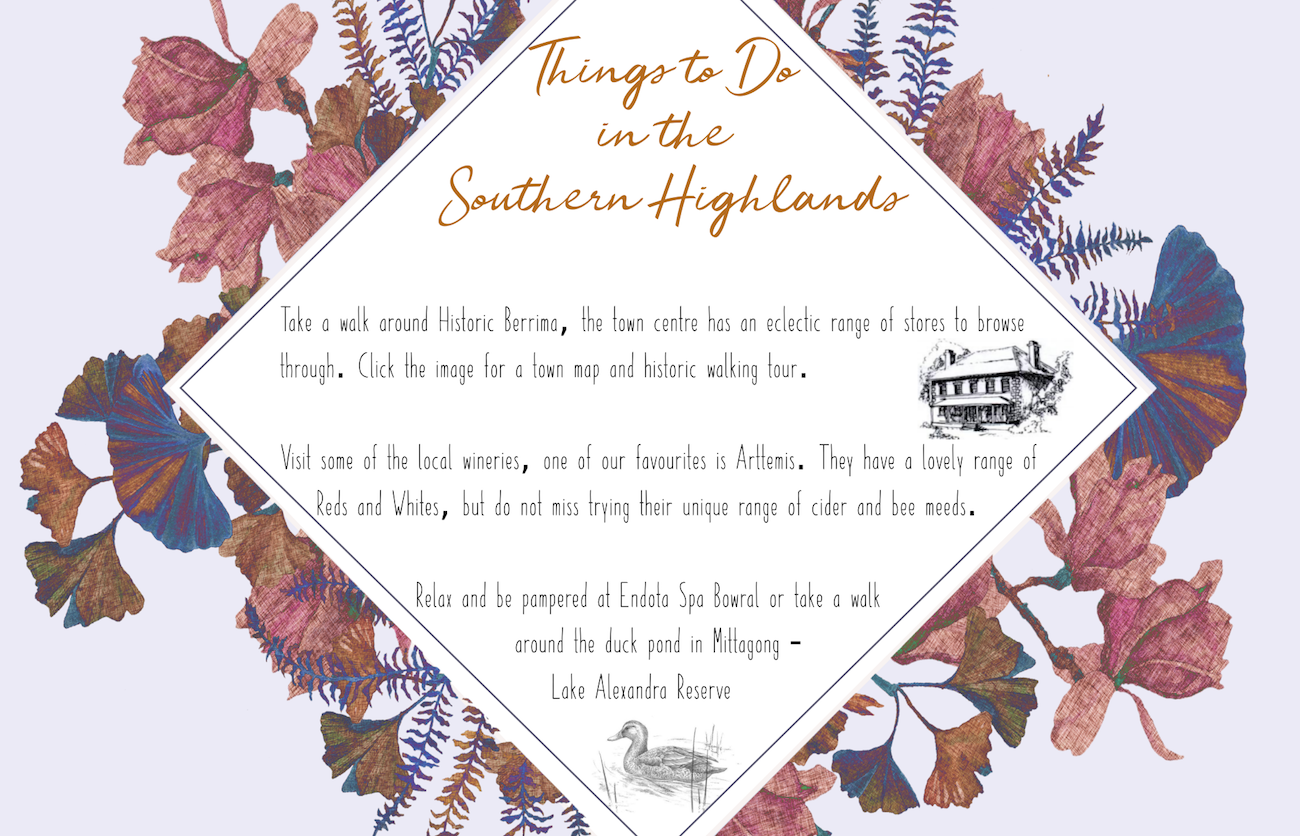 Things to Do
in the
Southern Highlands
Take a walk around Historic Berrima, the town centre has an eclectic range of stores to browse
through. Click the image for a town map and historic walking tour.
Visit some of the local wineries, one of our favourites is Arttemis. They have a lovely range of
Reds and Whites, but do not miss trying their unique range of cider and bee meeds.
Relax and be pampered at Endota Spa Bowral or take a walk
around the duck pond in Mittagong -
Lake Alexandra Reserve